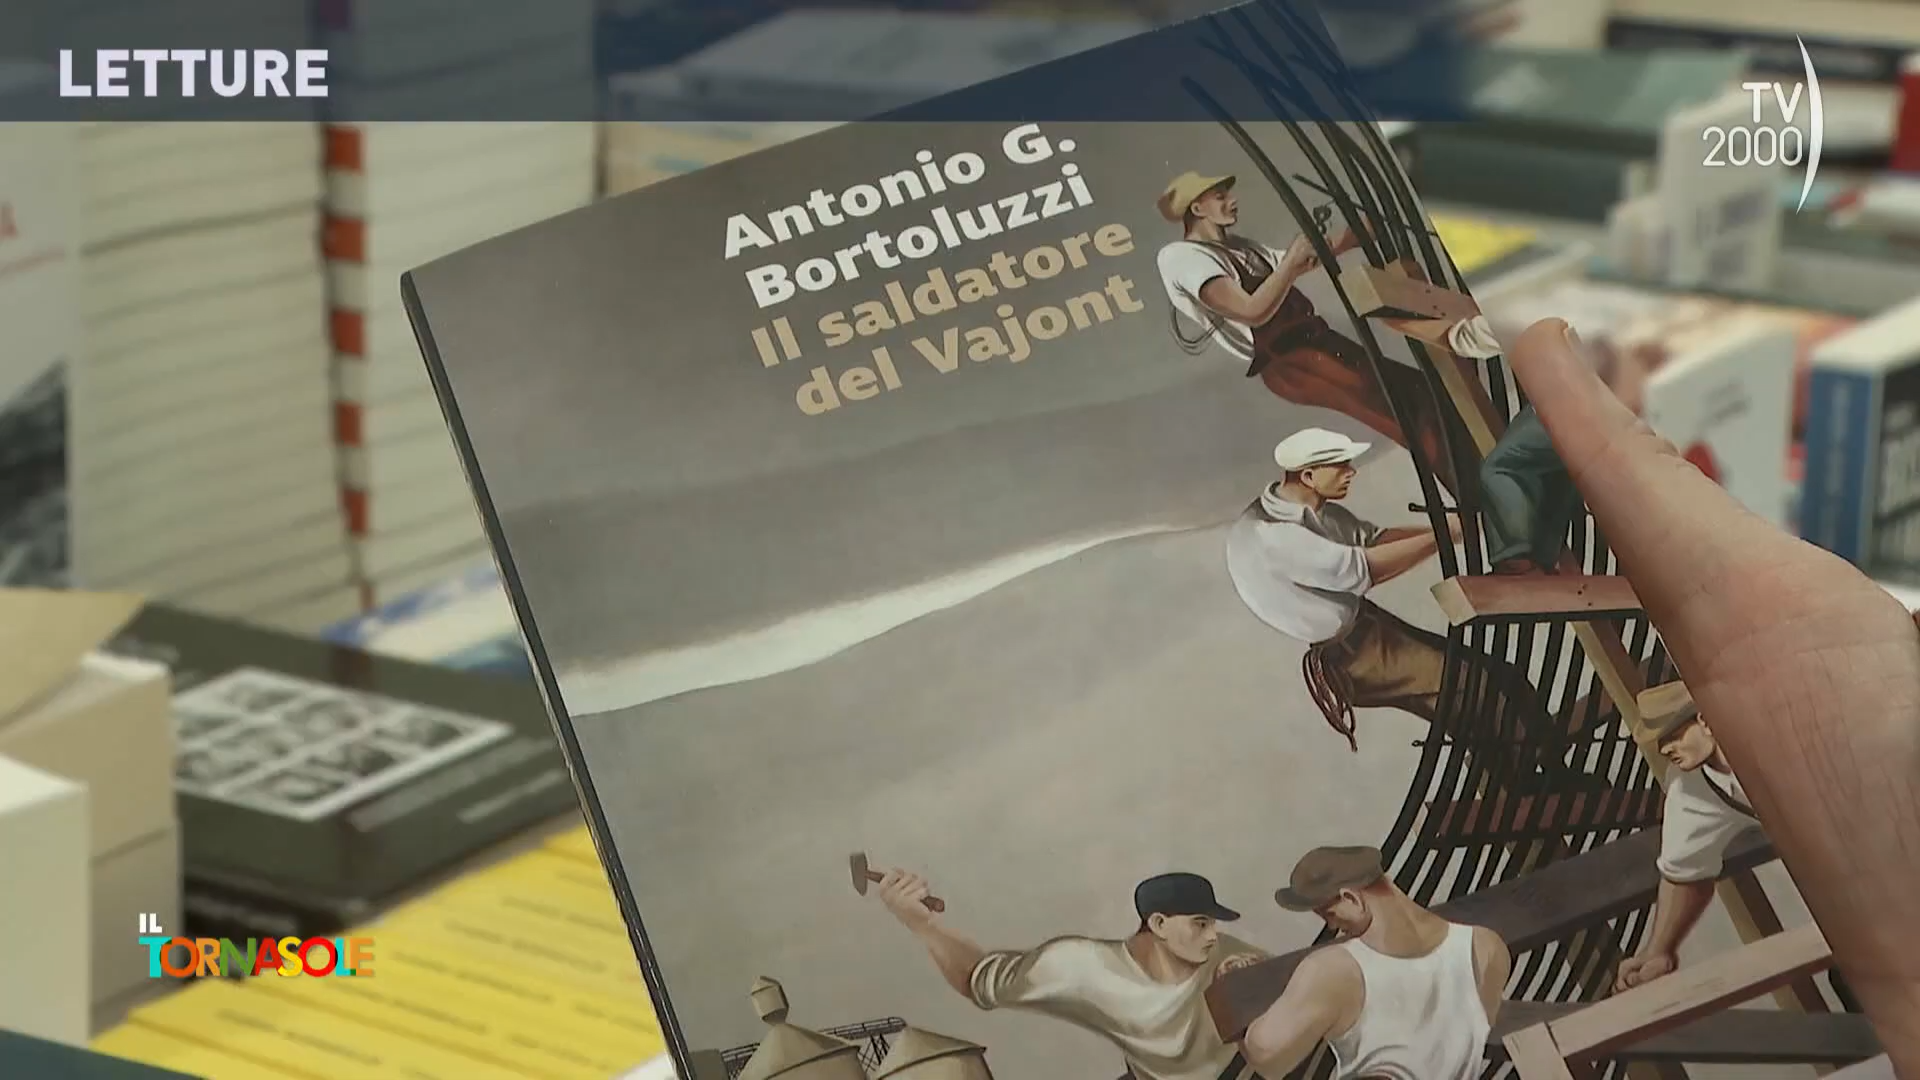 LETTURE
TV
2000
Antonio G.
Bortoluzzi
Il saldatore
del Vajont
IL
TORNASOLE